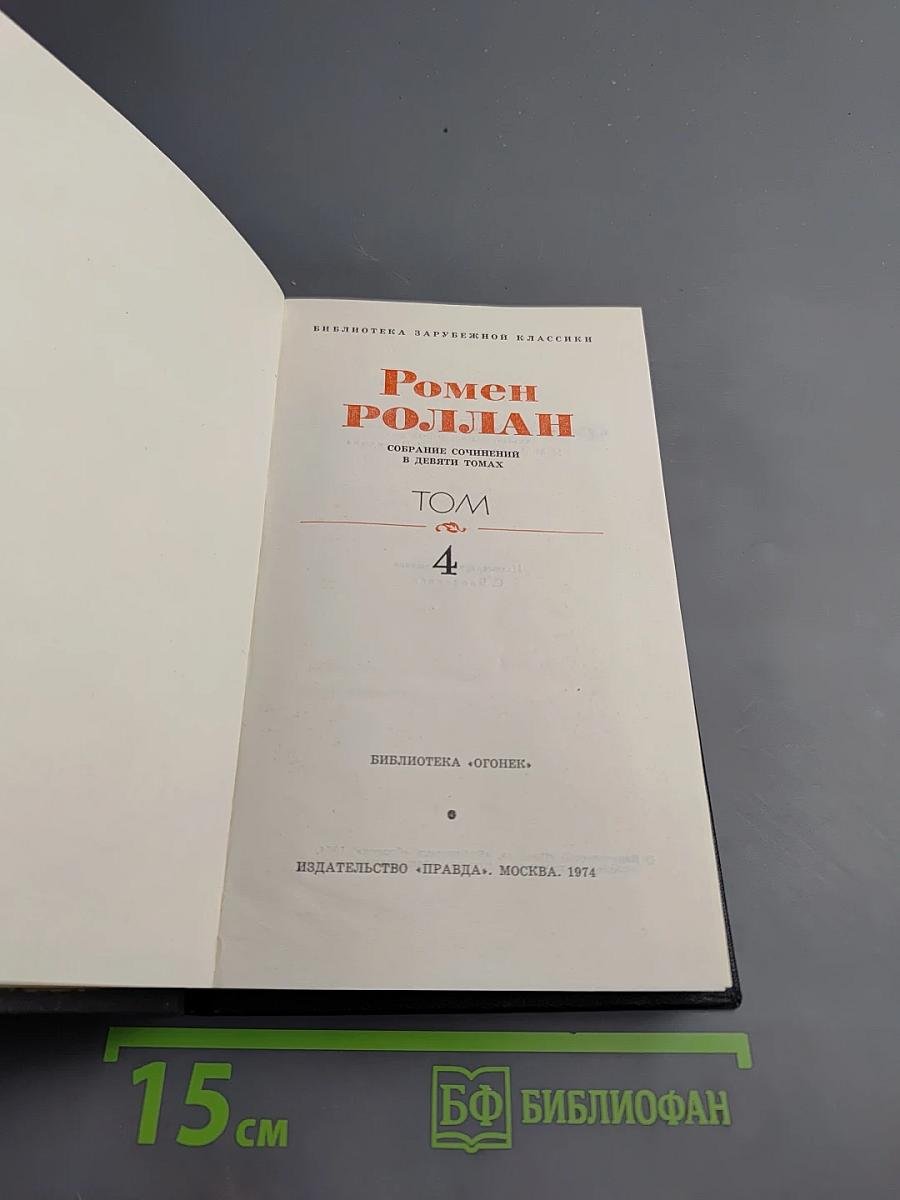 БИБЛИОТЕКА ЗАРУБЕЖНОЙ КЛАССИКИ
Ромен
РОЛЛАН
СОБРАНИЕ СОЧИНЕНИЙ
В ДЕВЯТИ ТОМАХ
ТОМ
4
БИБЛИОТЕКА «ОГОНЕК»
ИЗДАТЕЛЬСТВО «ПРАВДА». МОСКВА. 1974
15 см
БФ БИБЛИОФАН